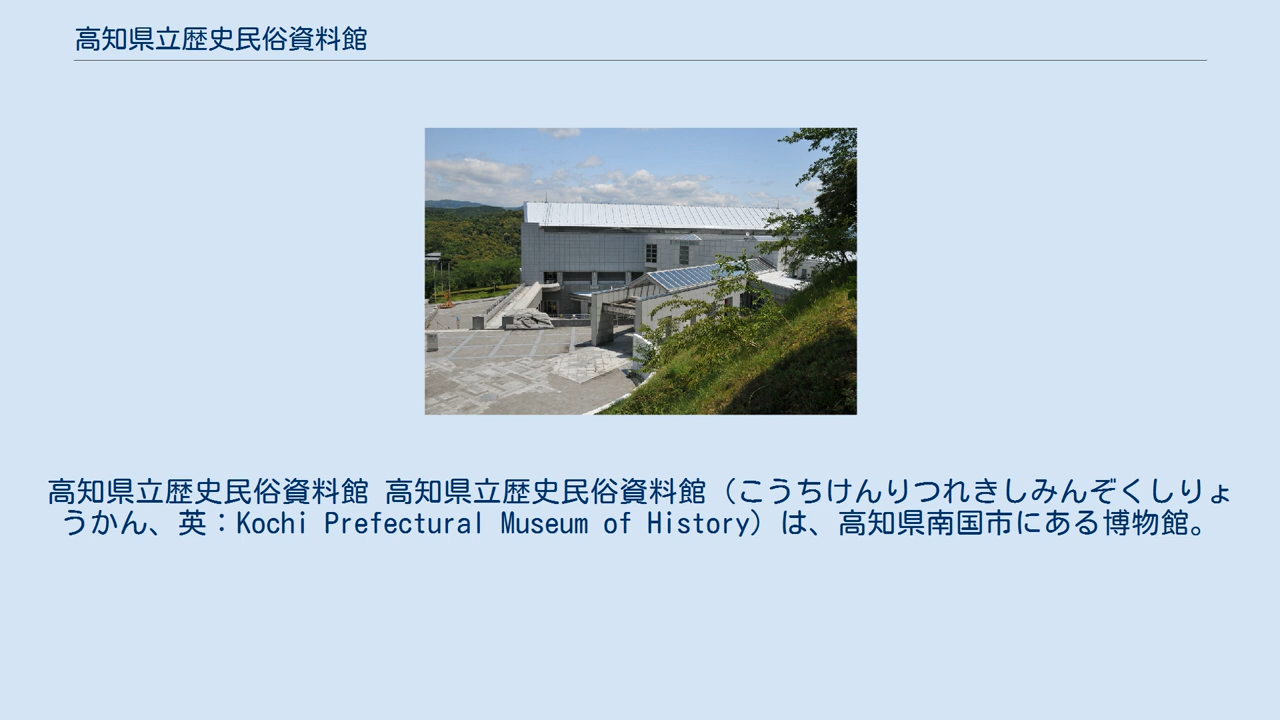 高知県立歴史民俗資料館
高知県立歴史民俗資料館 高知県立歴史民俗資料館（こうちけんりつれきしみんぞくしりょ
うかん、英：Kochi Prefectural Museum of History）は、高知県南国市にある博物館。